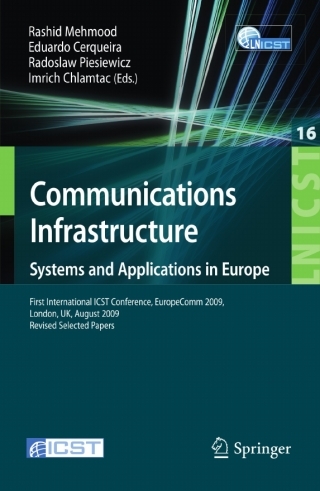 Rashid Mehmood
Eduardo Cerqueira
Radoslaw Piesiewicz
Imrich Chlamtac (Eds.)
LNICST
16
LNICST
Communications
Infrastructure
Systems and Applications in Europe
First International ICST Conference, EuropeComm 2009,
London, UK, August 2009
Revised Selected Papers
ICST
Springer